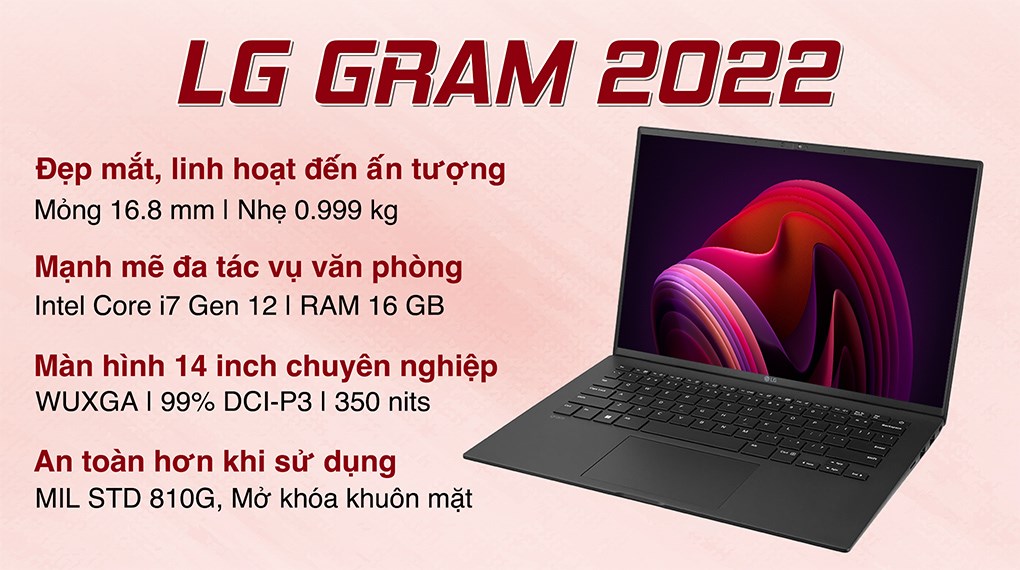 LG GRAM 2022
Đẹp mắt, linh hoạt đến ấn tượng
Mỏng 16.8 mm | Nhẹ 0.999 kg
Mạnh mẽ đa tác vụ văn phòng
Intel Core i7 Gen 12 | RAM 16 GB
Màn hình 14 inch chuyên nghiệp
WUXGA | 99% DCI-P3 | 350 nits
An toàn hơn khi sử dụng
MIL STD 810G, Mở khóa khuôn mặt
LG